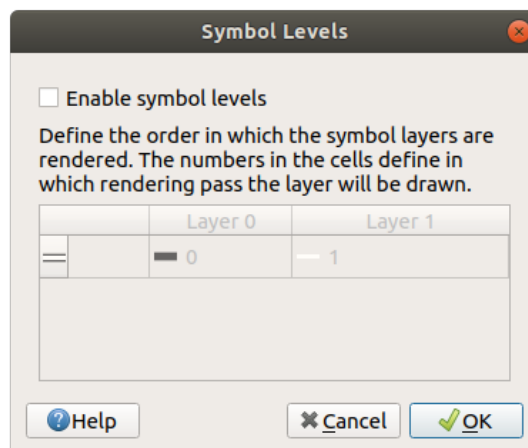 Symbol Levels
Enable symbol levels
Define the order in which the symbol layers are
rendered. The numbers in the cells define in
which rendering pass the layer will be drawn.
Layer 0 Layer 1
0 1
Help Cancel OK